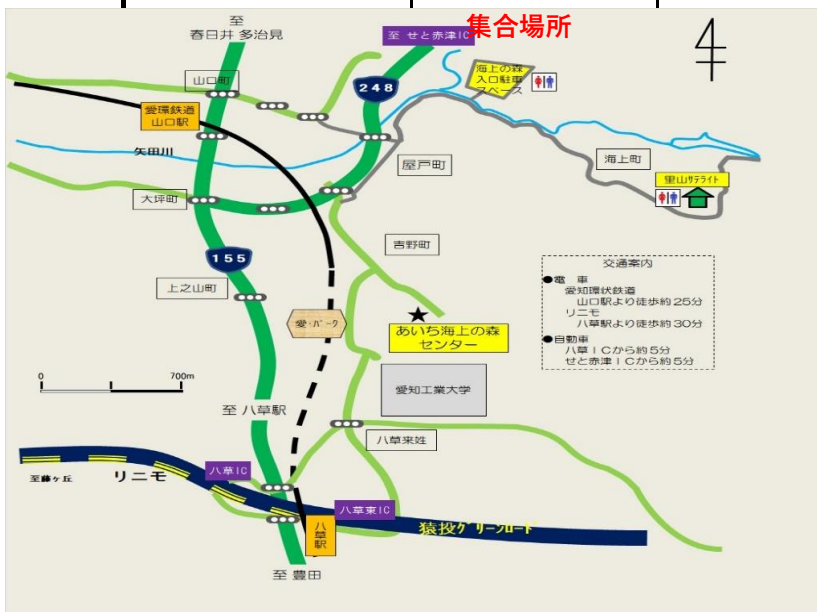 集合場所
至
春日井 多治見
至 せと赤津IC
山口町
248
海上の森
入口駐車
スペース
愛環鉄道
山口駅
矢田川
屋戸町
海上町
里山サテライト
大坪町
吉野町
155
上之山町
愛・パーク
あいち海上の森
センター
交通案内
●電 車
愛知環状鉄道
山口駅より徒歩約25分
リニモ
八草駅より徒歩約30分
●自動車
八草ICから約5分
せと赤津ICから約5分
0
700m
愛知工業大学
至 八草駅
八草来姓
至藤ヶ丘
リニモ
八草IC
八草東IC
八草駅
猿投グリーンロード
至 豊田